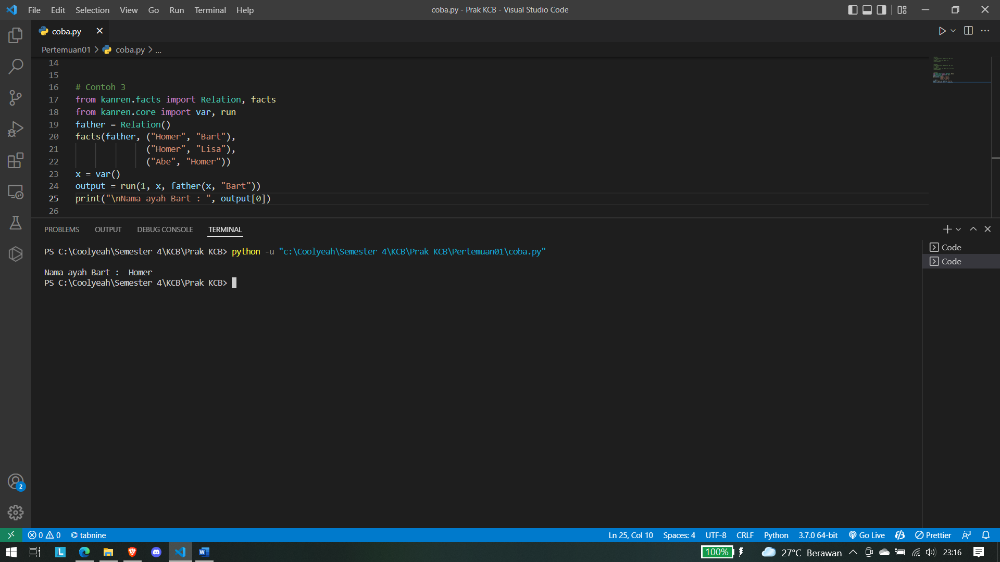 File Edit Selection View Go Run Terminal Help
coba.py - Prak KCB - Visual Studio Code
coba.py
Pertemuan01 > coba.py > ...
14
15
16 # Contoh 3
17 from kanren.facts import Relation, facts
18 from kanren.core import var, run
19 father = Relation()
20 facts(father, ("Homer", "Bart"),
21 ("Homer", "Lisa"),
22 ("Abe", "Homer"))
23 x = var()
24 output = run(1, x, father(x, "Bart"))
25 print("\nNama ayah Bart : ", output[0])
26
PROBLEMS OUTPUT DEBUG CONSOLE TERMINAL
PS C:\Coolyeah\Semester 4\KCB\Prak KCB> python -u "c:\Coolyeah\Semester 4\KCB\Prak KCB\Pertemuan01\coba.py"
Nama ayah Bart :  Homer
PS C:\Coolyeah\Semester 4\KCB\Prak KCB>
Code
Code
2
0 0 tabnine
Ln 25, Col 10 Spaces: 4 UTF-8 CRLF Python 3.7.0 64-bit Go Live Prettier
100% 27°C Berawan 23:16